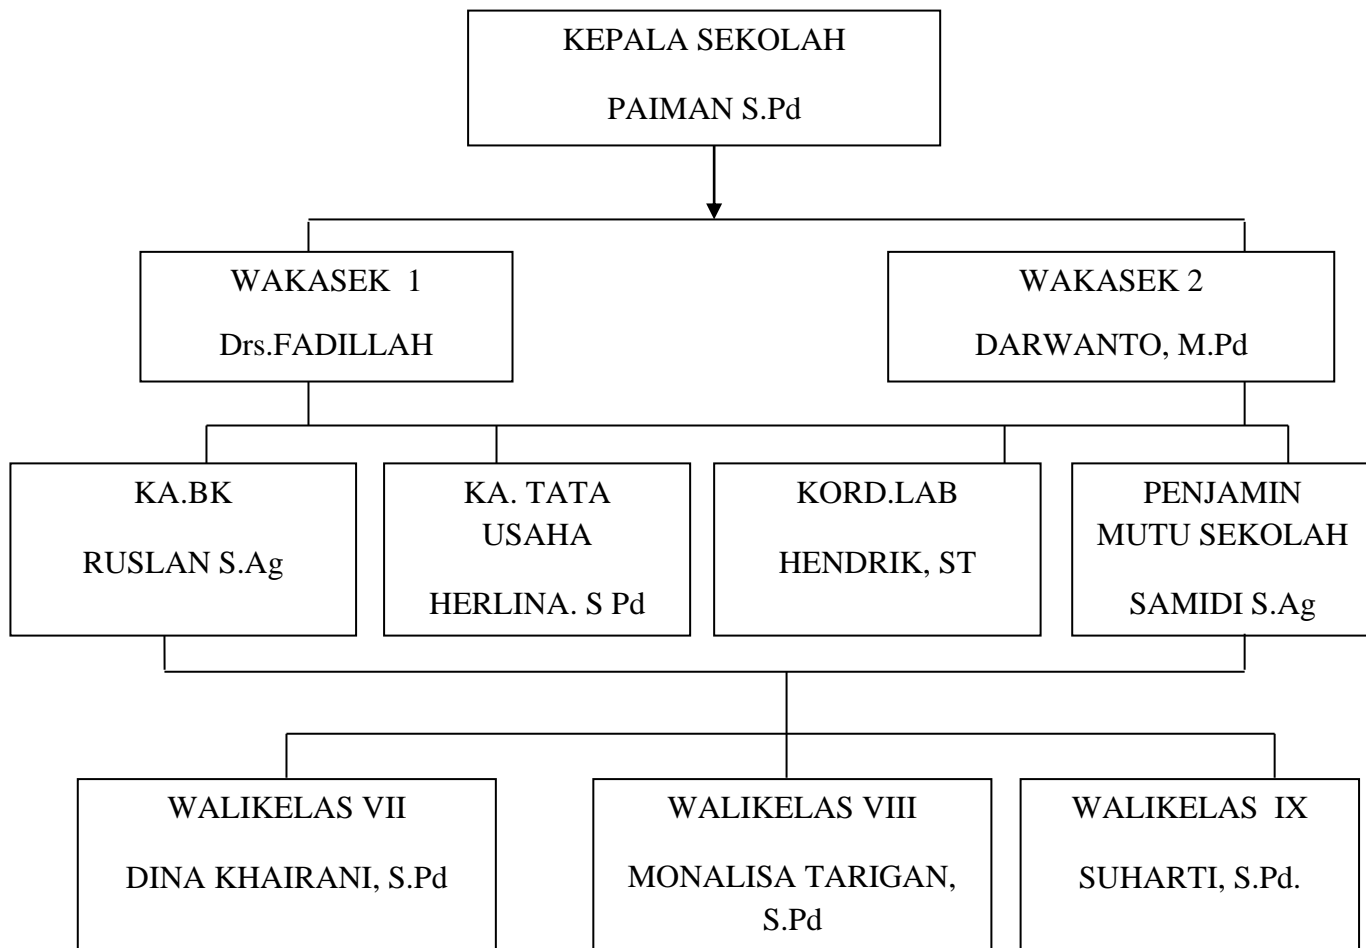 KEPALA SEKOLAH
PAIMAN S.Pd
WAKASEK 1
Drs.FADILLAH
WAKASEK 2
DARWANTO, M.Pd
KA.BK
RUSLAN S.Ag
KA. TATA
USAHA
HERLINA. S Pd
KORD.LAB
HENDRIK, ST
PENJAMIN
MUTU SEKOLAH
SAMIDI S.Ag
WALIKELAS VII
DINA KHAIRANI, S.Pd
WALIKELAS VIII
MONALISA TARIGAN,
S.Pd
WALIKELAS IX
SUHARTI, S.Pd.